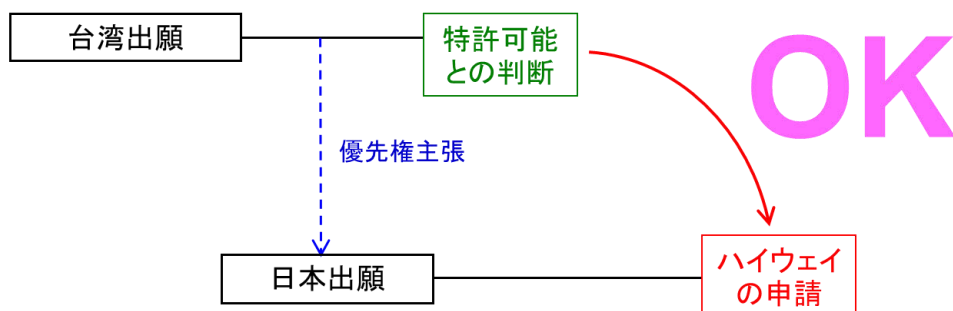 台湾出願
特許可能
との判断
OK
優先権主張
日本出願
ハイウェイ
の申請